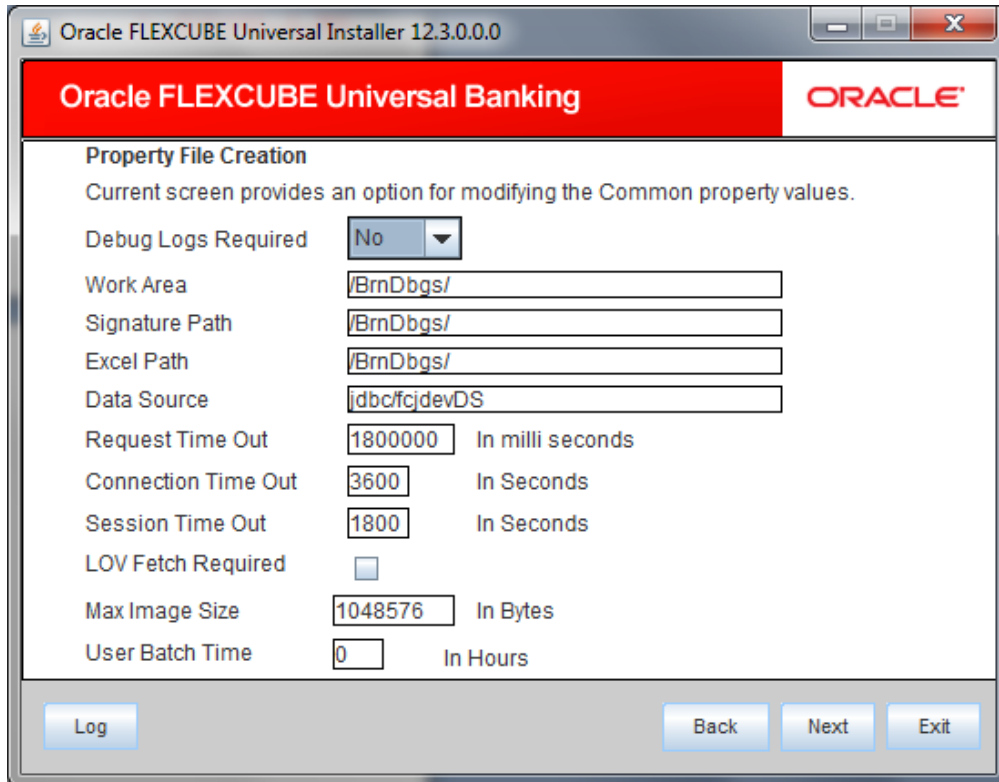 Oracle FLEXCUBE Universal Installer 12.3.0.0.0
Oracle FLEXCUBE Universal Banking
ORACLE
Property File Creation
Current screen provides an option for modifying the Common property values.
Debug Logs Required No
Work Area /BrnDbgs/
Signature Path /BrnDbgs/
Excel Path /BrnDbgs/
Data Source jdbc/fcjdevDS
Request Time Out 1800000 In milli seconds
Connection Time Out 3600 In Seconds
Session Time Out 1800 In Seconds
LOV Fetch Required
Max Image Size 1048576 In Bytes
User Batch Time 0 In Hours
Log Back Next Exit